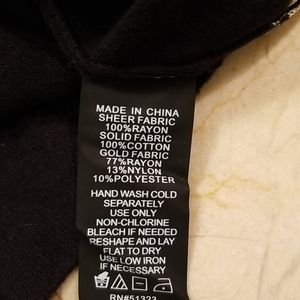 MADE IN CHINA
SHEER FABRIC
100%RAYON
SOLID FABRIC
100%COTTON
GOLD FABRIC
77%RAYON
13%NYLON
10%POLYESTER
HAND WASH COLD
SEPARATELY
USE ONLY
NON-CHLORINE
BLEACH IF NEEDED
RESHAPE AND LAY
FLAT TO DRY
USE LOW IRON
IF NECESSARY
RN#51323